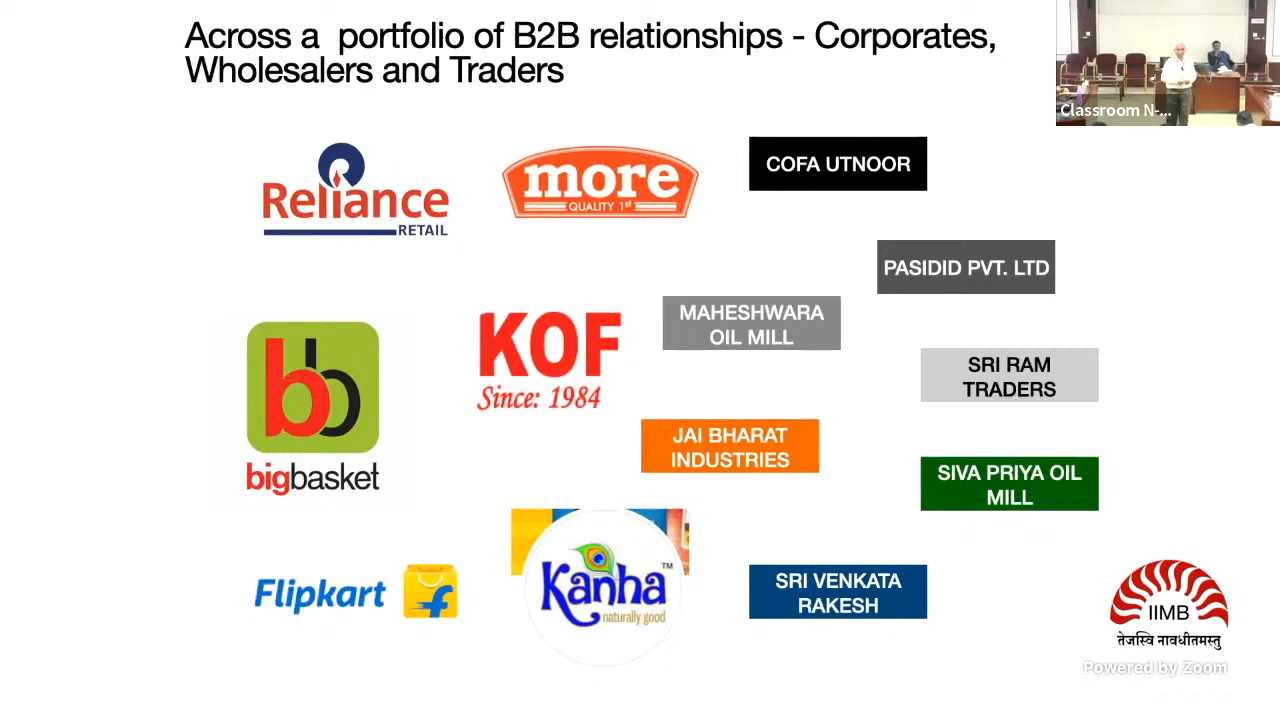 Across a  portfolio of B2B relationships - Corporates,
Wholesalers and Traders
Classroom N-...
Reliance
RETAIL
more
QUALITY 1st
COFA UTNOOR
PASIDID PVT. LTD
MAHESHWARA
OIL MILL
KOF
Since: 1984
SRI RAM
TRADERS
bb
bigbasket
JAI BHARAT
INDUSTRIES
SIVA PRIYA OIL
MILL
Flipkart
f
Kanha TM
naturally good
SRI VENKATA
RAKESH
IIMB
तेजस्वि नावधीतमस्तु
Powered by Zoom